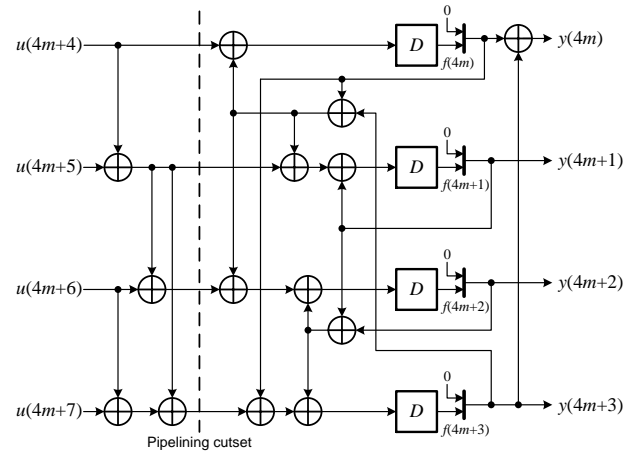 u(4m+4)
0
D
f(4m)
y(4m)
u(4m+5)
0
D
f(4m+1)
y(4m+1)
u(4m+6)
0
D
f(4m+2)
y(4m+2)
u(4m+7)
0
D
f(4m+3)
y(4m+3)
Pipelining cutset